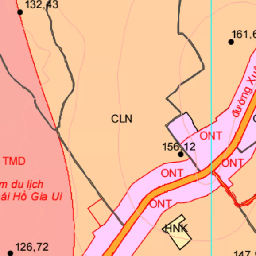 132,43
161,6
đường Xu
CLN
ONT
156,12
ONT
ONT
TMD
ONT
m du lịch
ái Hồ Gia Ui
HNK
126,72
147,9